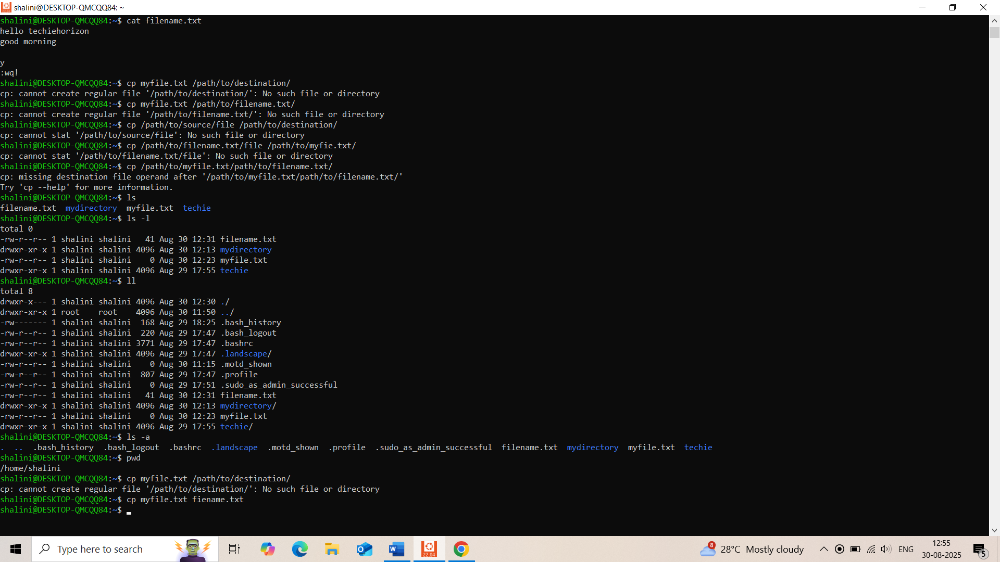 shalini@DESKTOP-QMCQQ84: ~
shalini@DESKTOP-QMCQQ84:~$ cat filename.txt
hello techiehorizon
good morning
y
:wq!
shalini@DESKTOP-QMCQQ84:~$ cp myfile.txt /path/to/destination/
cp: cannot create regular file '/path/to/destination/': No such file or directory
shalini@DESKTOP-QMCQQ84:~$ cp myfile.txt /path/to/filename.txt/
cp: cannot create regular file '/path/to/filename.txt/': No such file or directory
shalini@DESKTOP-QMCQQ84:~$ cp /path/to/source/file /path/to/destination/
cp: cannot stat '/path/to/source/file': No such file or directory
shalini@DESKTOP-QMCQQ84:~$ cp /path/to/filename.txt/file /path/to/myfie.txt/
cp: cannot stat '/path/to/filename.txt/file': No such file or directory
shalini@DESKTOP-QMCQQ84:~$ cp /path/to/myfile.txt/path/to/filename.txt/
cp: missing destination file operand after '/path/to/myfile.txt/path/to/filename.txt/'
Try 'cp --help' for more information.
shalini@DESKTOP-QMCQQ84:~$ ls
filename.txt  mydirectory  myfile.txt  techie
shalini@DESKTOP-QMCQQ84:~$ ls -l
total 0
-rw-r--r-- 1 shalini shalini   41 Aug 30 12:31 filename.txt
drwxr-xr-x 1 shalini shalini 4096 Aug 30 12:13 mydirectory
-rw-r--r-- 1 shalini shalini    0 Aug 30 12:23 myfile.txt
drwxr-xr-x 1 shalini shalini 4096 Aug 29 17:55 techie
shalini@DESKTOP-QMCQQ84:~$ ll
total 8
drwxr-x--- 1 shalini shalini 4096 Aug 30 12:30 ./
drwxr-xr-x 1 root    root    4096 Aug 30 11:50 ../
-rw------- 1 shalini shalini  168 Aug 29 18:25 .bash_history
-rw-r--r-- 1 shalini shalini  220 Aug 29 17:47 .bash_logout
-rw-r--r-- 1 shalini shalini 3771 Aug 29 17:47 .bashrc
drwxr-xr-x 1 shalini shalini 4096 Aug 29 17:47 .landscape/
-rw-r--r-- 1 shalini shalini    0 Aug 30 11:15 .motd_shown
-rw-r--r-- 1 shalini shalini  807 Aug 29 17:47 .profile
-rw-r--r-- 1 shalini shalini    0 Aug 29 17:51 .sudo_as_admin_successful
-rw-r--r-- 1 shalini shalini   41 Aug 30 12:31 filename.txt
drwxr-xr-x 1 shalini shalini 4096 Aug 30 12:13 mydirectory/
-rw-r--r-- 1 shalini shalini    0 Aug 30 12:23 myfile.txt
drwxr-xr-x 1 shalini shalini 4096 Aug 29 17:55 techie/
shalini@DESKTOP-QMCQQ84:~$ ls -a
.  ..  .bash_history  .bash_logout  .bashrc  .landscape  .motd_shown  .profile  .sudo_as_admin_successful  filename.txt  mydirectory  myfile.txt  techie
shalini@DESKTOP-QMCQQ84:~$ pwd
/home/shalini
shalini@DESKTOP-QMCQQ84:~$ cp myfile.txt /path/to/destination/
cp: cannot create regular file '/path/to/destination/': No such file or directory
shalini@DESKTOP-QMCQQ84:~$ cp myfile.txt fiename.txt
shalini@DESKTOP-QMCQQ84:~$
Type here to search
22.04
8
28°C Mostly cloudy
ENG
12:55
30-08-2025
5